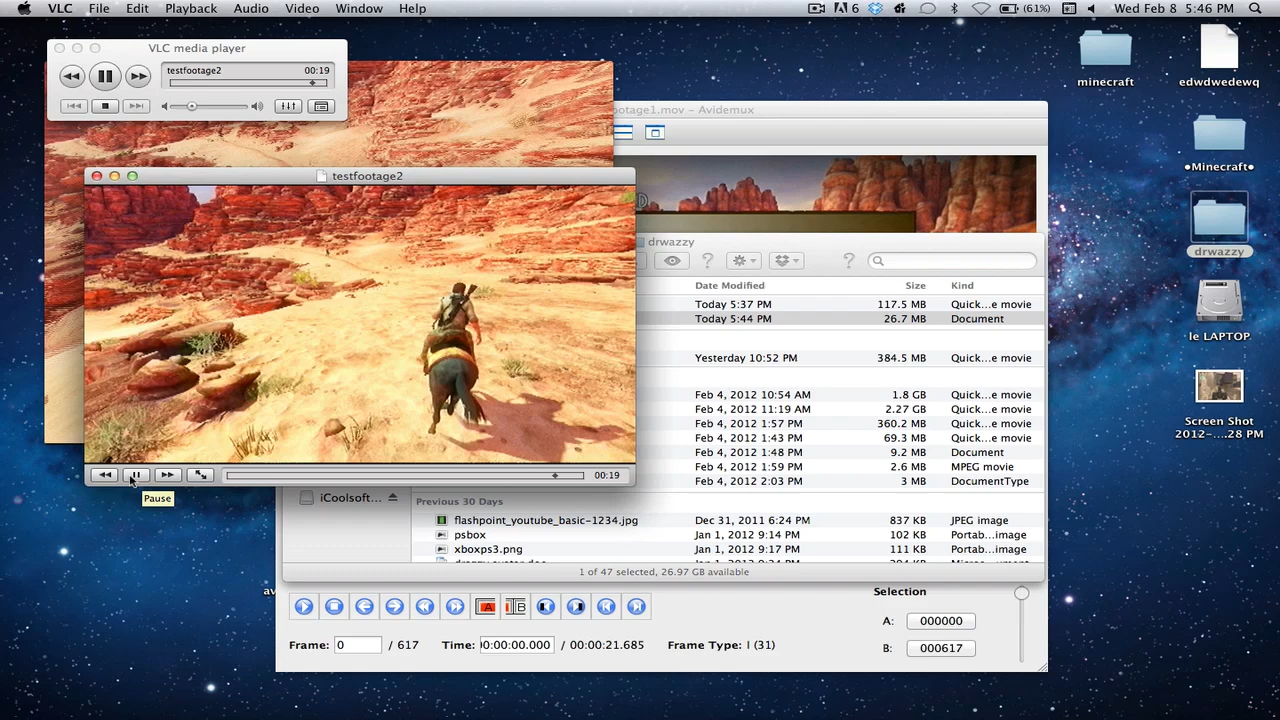 VLC File Edit Playback Audio Video Window Help
6 (61%) Wed Feb 8 5:46 PM
VLC media player
testfootage2 00:19
otage1.mov – Avidemux
testfootage2
00:19
Pause
drwazzy
? ?
Date Modified Size Kind
Today 5:37 PM 117.5 MB Quick...e movie
Today 5:44 PM 26.7 MB Document
Yesterday 10:52 PM 384.5 MB Quick...e movie
Feb 4, 2012 10:54 AM 1.8 GB Quick...e movie
Feb 4, 2012 11:19 AM 2.27 GB Quick...e movie
Feb 4, 2012 1:57 PM 360.2 MB Quick...e movie
Feb 4, 2012 1:43 PM 69.3 MB Quick...e movie
Feb 4, 2012 1:48 PM 9.2 MB Document
Feb 4, 2012 1:59 PM 2.6 MB MPEG movie
Feb 4, 2012 2:03 PM 3 MB DocumentType
iCoolsoft...
Previous 30 Days
flashpoint_youtube_basic-1234.jpg Dec 31, 2011 6:24 PM 837 KB JPEG image
psbox Jan 1, 2012 9:14 PM 102 KB Portab...image
xboxps3.png Jan 1, 2012 9:17 PM 111 KB Portab...image
1 of 47 selected, 26.97 GB available
av
A B
Frame: 0 / 617 Time: 00:00:00.000 / 00:00:21.685 Frame Type: I (31)
Selection
A: 000000
B: 000617
minecraft
edwdwedewq
•Minecraft•
drwazzy
le LAPTOP
Screen Shot
2012-....28 PM